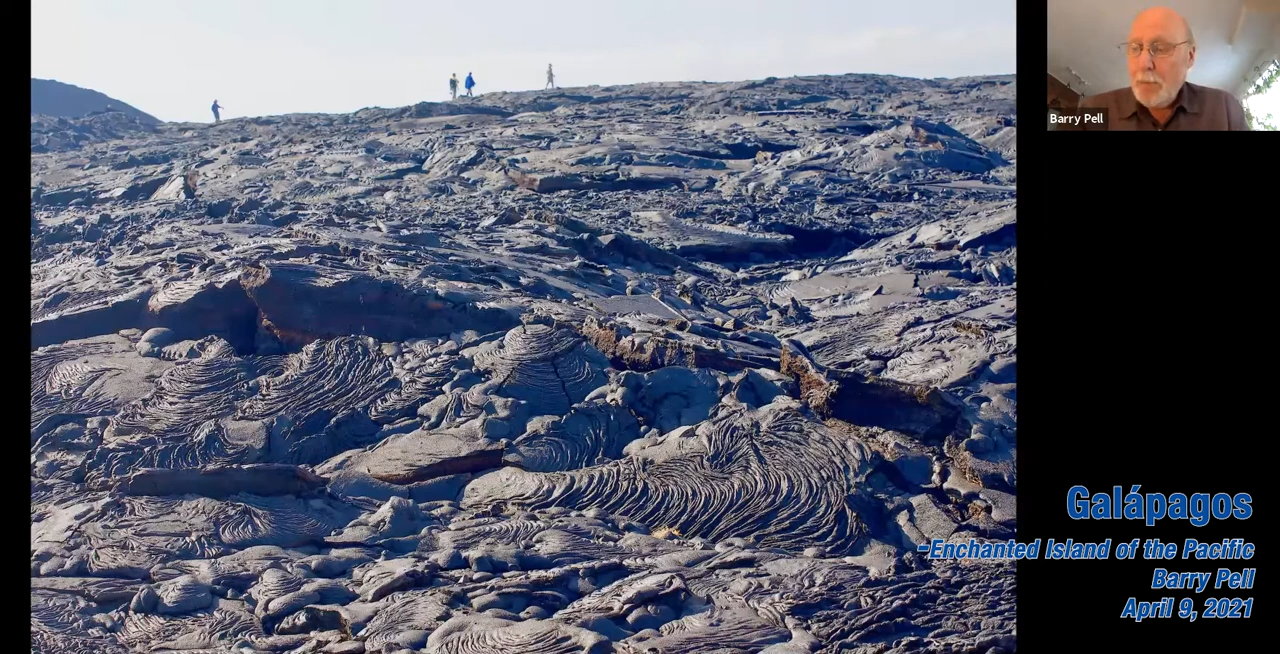 Barry Pell
Galápagos
-Enchanted Island of the Pacific
Barry Pell
April 9, 2021